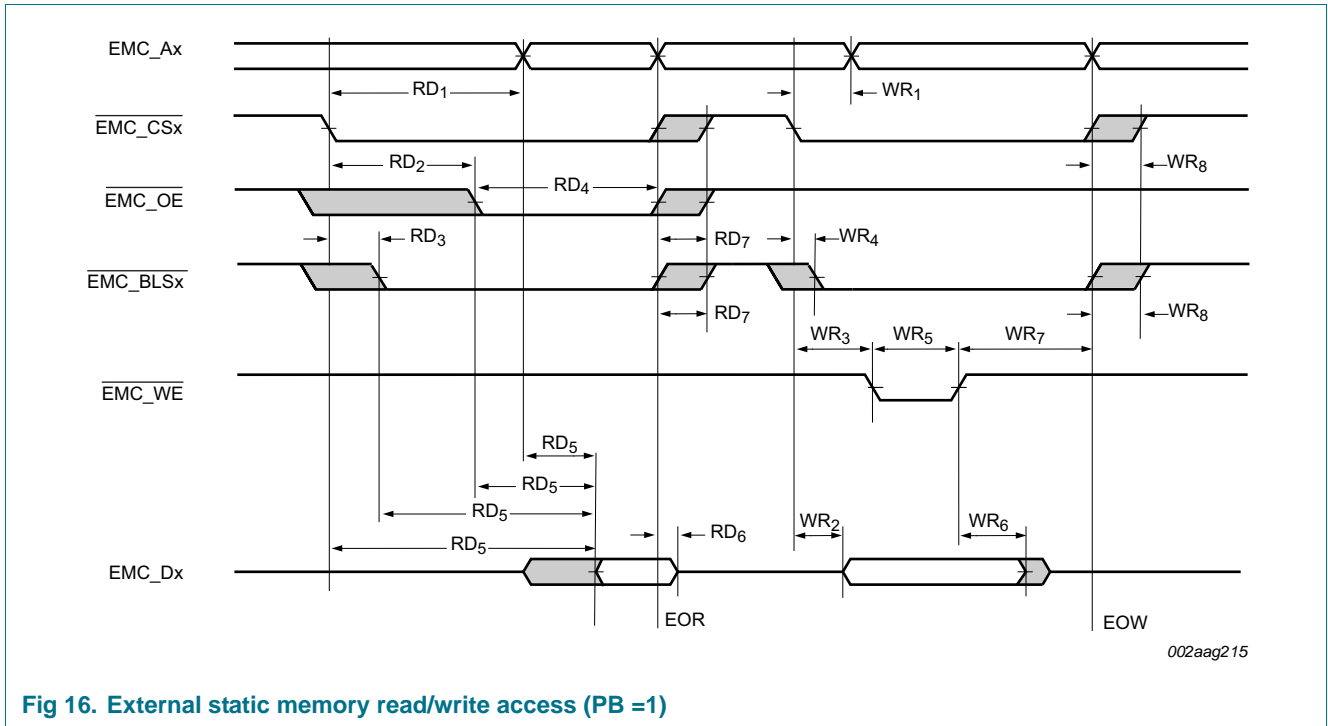 EMC_Ax
RD1
WR1
EMC_CSx
RD2
WR8
RD4
EMC_OE
RD3
RD7
WR4
EMC_BLSx
RD7
WR8
WR3
WR5
WR7
EMC_WE
RD5
RD5
RD5
WR2
WR6
RD6
RD5
EMC_Dx
EOR
EOW
002aag215
Fig 16. External static memory read/write access (PB =1)